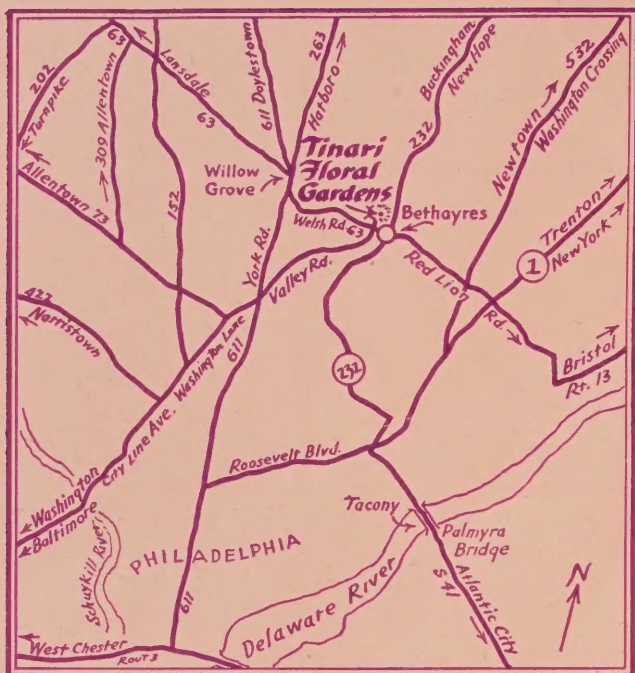 63
202
Turnpike
309 Allentown
Lansdale
63
611 Doylestown
263
Hatboro
Buckingham
New Hope
232
532
Newtown
Washington Crossing
Allentown 73
152
Willow
Grove
Tinari
Floral
Gardens
Welsh Rd. 63
Bethayres
Trenton
New York
1
York Rd.
Valley Rd.
Red Lion
Rd.
422
Norristown
Washington Lane
611
232
Bristol
Rt. 13
City Line Ave.
Roosevelt Blvd.
Washington
Baltimore
Tacony
Palmyra
Bridge
PHILADELPHIA
Schuylkill River
611
Delaware River
S 41
Atlantic City
N
West Chester
ROUT 3